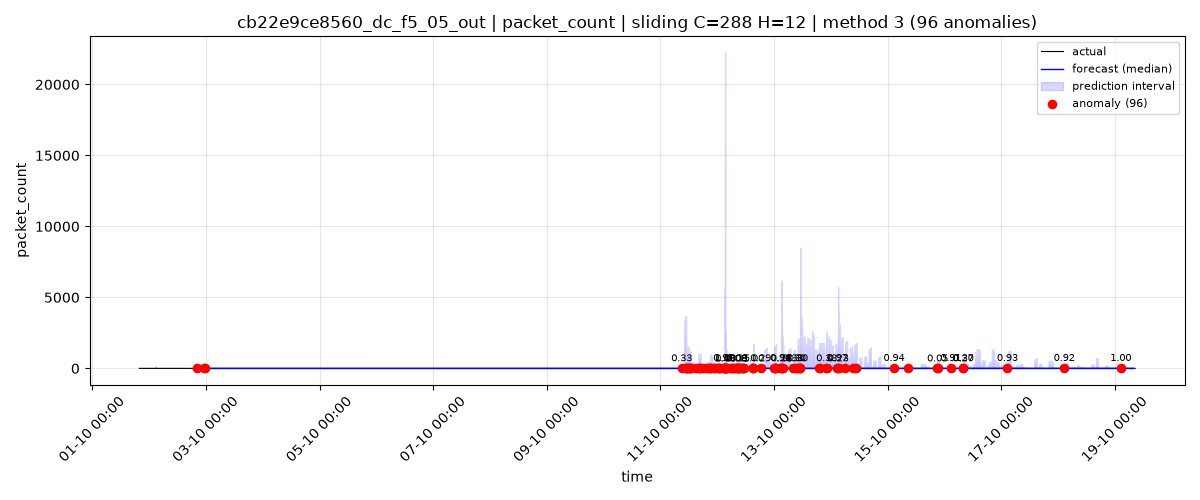 cb22e9ce8560_dc_f5_05_out | packet_count | sliding C=288 H=12 | method 3 (96 anomalies)
actual
forecast (median)
prediction interval
anomaly (96)
packet_count
20000
15000
10000
5000
0
0.33
0.94
0.93
0.92
1.00
01-10 00:00
03-10 00:00
05-10 00:00
07-10 00:00
09-10 00:00
11-10 00:00
13-10 00:00
15-10 00:00
17-10 00:00
19-10 00:00
time